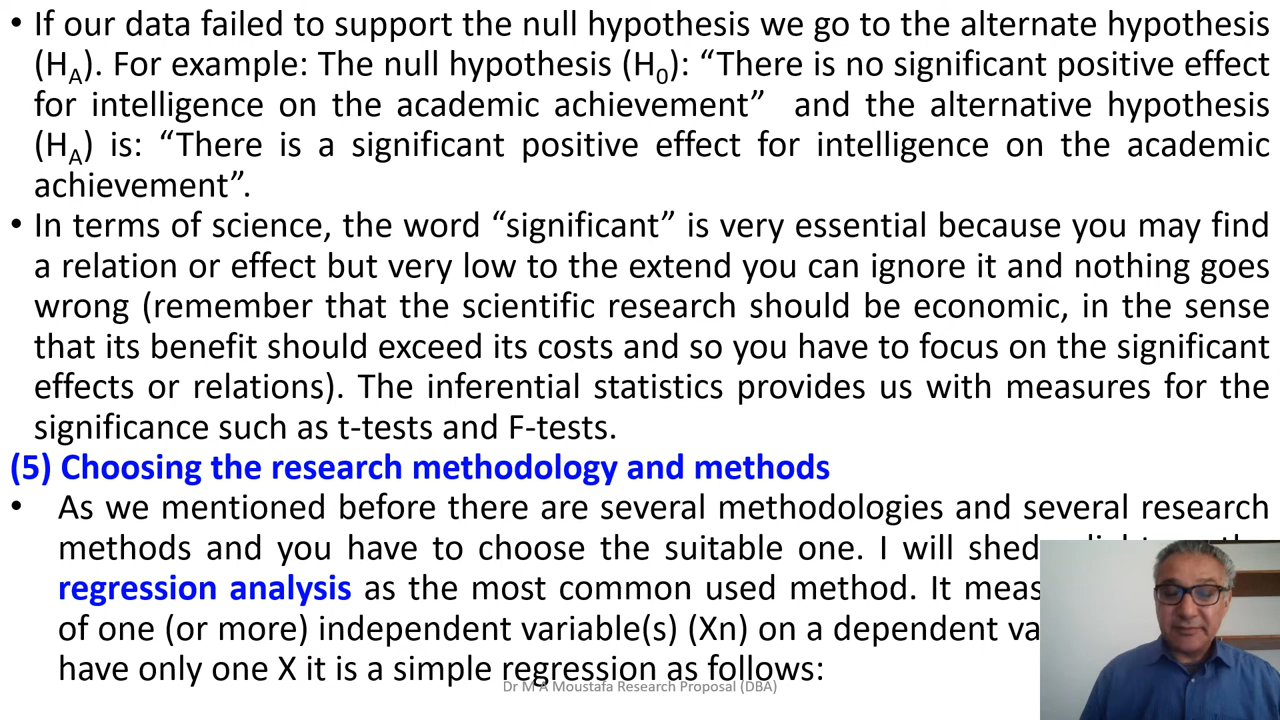 • If our data failed to support the null hypothesis we go to the alternate hypothesis
(HA). For example: The null hypothesis (H0): “There is no significant positive effect
for intelligence on the academic achievement” and the alternative hypothesis
(HA) is: “There is a significant positive effect for intelligence on the academic
achievement”.
• In terms of science, the word “significant” is very essential because you may find
a relation or effect but very low to the extend you can ignore it and nothing goes
wrong (remember that the scientific research should be economic, in the sense
that its benefit should exceed its costs and so you have to focus on the significant
effects or relations). The inferential statistics provides us with measures for the
significance such as t-tests and F-tests.
(5) Choosing the research methodology and methods
• As we mentioned before there are several methodologies and several research
methods and you have to choose the suitable one. I will shed
regression analysis as the most common used method. It
of one (or more) independent variable(s) (Xn) on a dependent
have only one X it is a simple regression as follows:
Dr M A Moustafa Research Proposal (DBA)